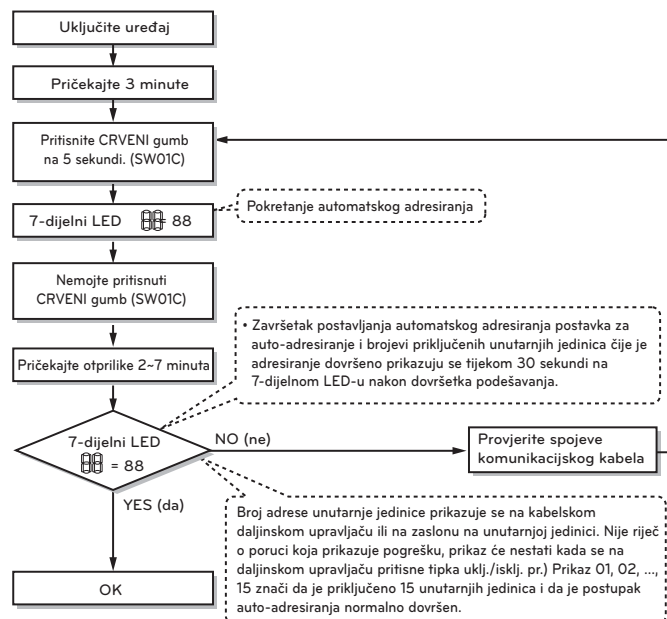 Uključite uređaj
Pričekajte 3 minute
Pritisnite CRVENI gumb
na 5 sekundi. (SW01C)
7-dijelni LED 88= 88
Pokretanje automatskog adresiranja
Nemojte pritisnuti
CRVENI gumb (SW01C)
• Završetak postavljanja automatskog adresiranja postavka za
auto-adresiranje i brojevi priključenih unutarnjih jedinica čije je
adresiranje dovršeno prikazuju se tijekom 30 sekundi na
7-dijelnom LED-u nakon dovršetka podešavanja.
Pričekajte otprilike 2~7 minuta
7-dijelni LED
88 = 88
NO (ne)
Provjerite spojeve
komunikacijskog kabela
YES (da)
Broj adrese unutarnje jedinice prikazuje se na kabelskom
daljinskom upravljaču ili na zaslonu na unutarnjoj jedinici. Nije riječ
o poruci koja prikazuje pogrešku, prikaz će nestati kada se na
daljinskom upravljaču pritisne tipka uklj./isklj. pr.) Prikaz 01, 02, ...,
15 znači da je priključeno 15 unutarnjih jedinica i da je postupak
auto-adresiranja normalno dovršen.
OK